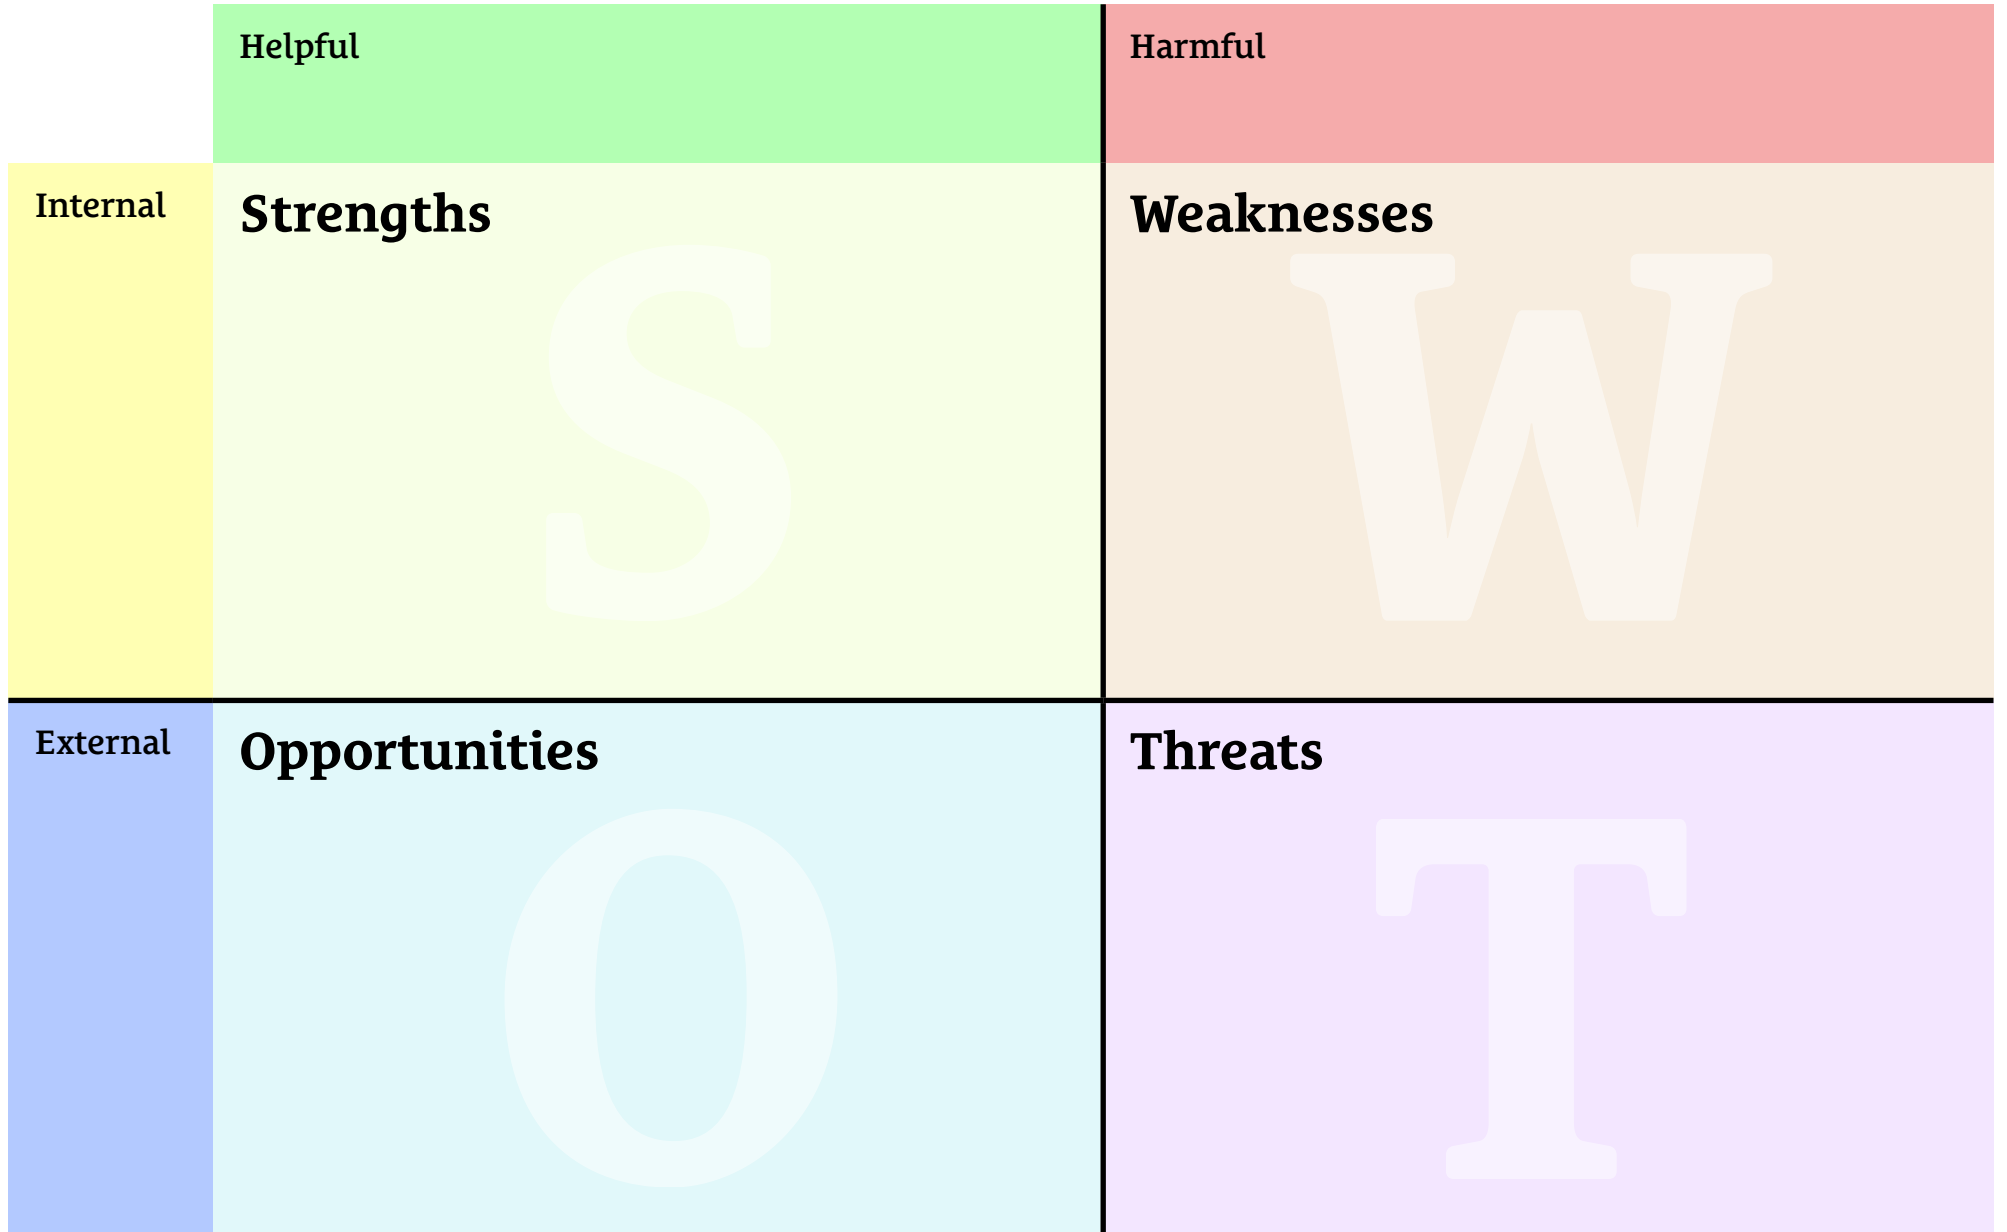 Helpful
Harmful
Internal
Strengths
Weaknesses
S
W
External
Opportunities
Threats
O
T